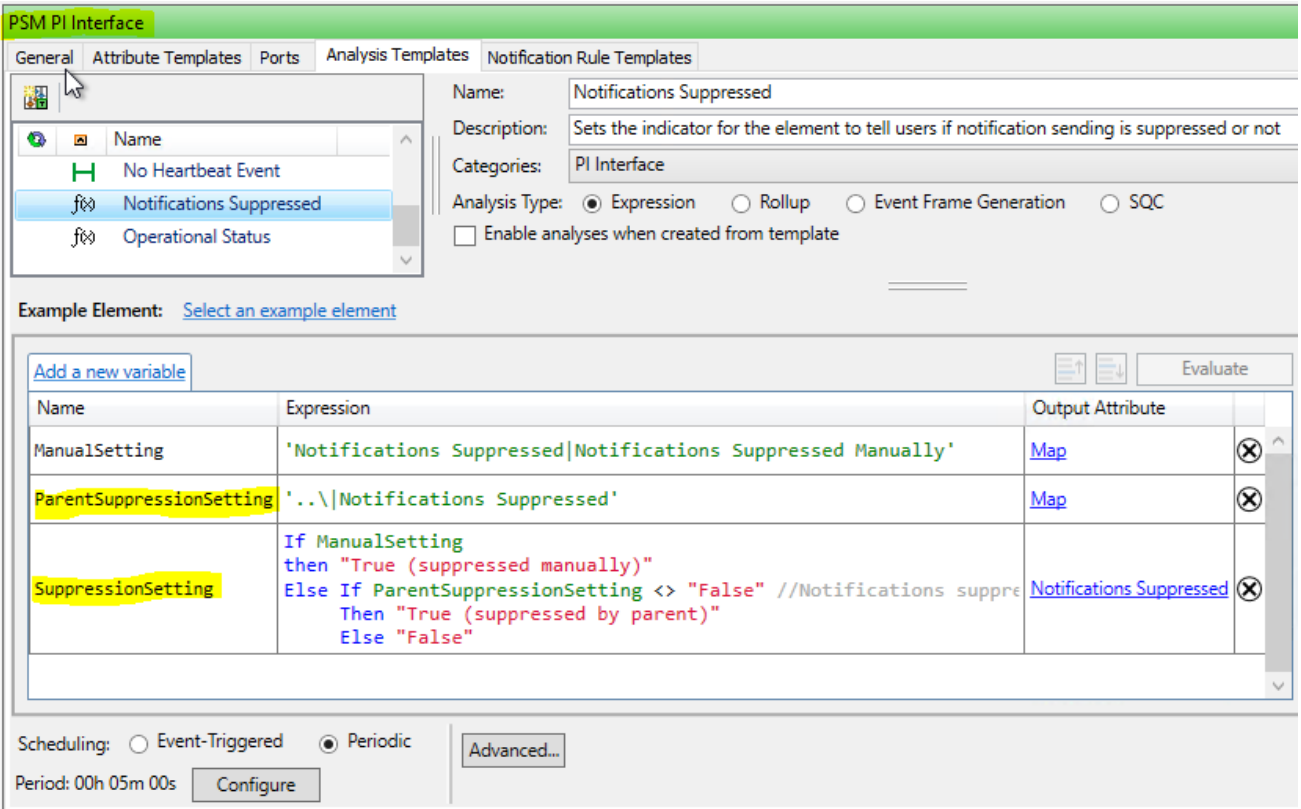 PSM PI Interface
General Attribute Templates Ports Analysis Templates Notification Rule Templates
Name: Notifications Suppressed
Description: Sets the indicator for the element to tell users if notification sending is suppressed or not
Categories: PI Interface
Analysis Type: Expression Rollup Event Frame Generation SQC
Enable analyses when created from template
Name
No Heartbeat Event
f(x) Notifications Suppressed
f(x) Operational Status
Example Element: Select an example element
Add a new variable Evaluate
Name Expression Output Attribute
ManualSetting 'Notifications Suppressed|Notifications Suppressed Manually' Map
ParentSuppressionSetting '..\|Notifications Suppressed' Map
SuppressionSetting
If ManualSetting
then "True (suppressed manually)"
Else If ParentSuppressionSetting <> "False" //Notifications suppre Notifications Suppressed
Then "True (suppressed by parent)"
Else "False"
Scheduling: Event-Triggered Periodic Advanced...
Period: 00h 05m 00s Configure